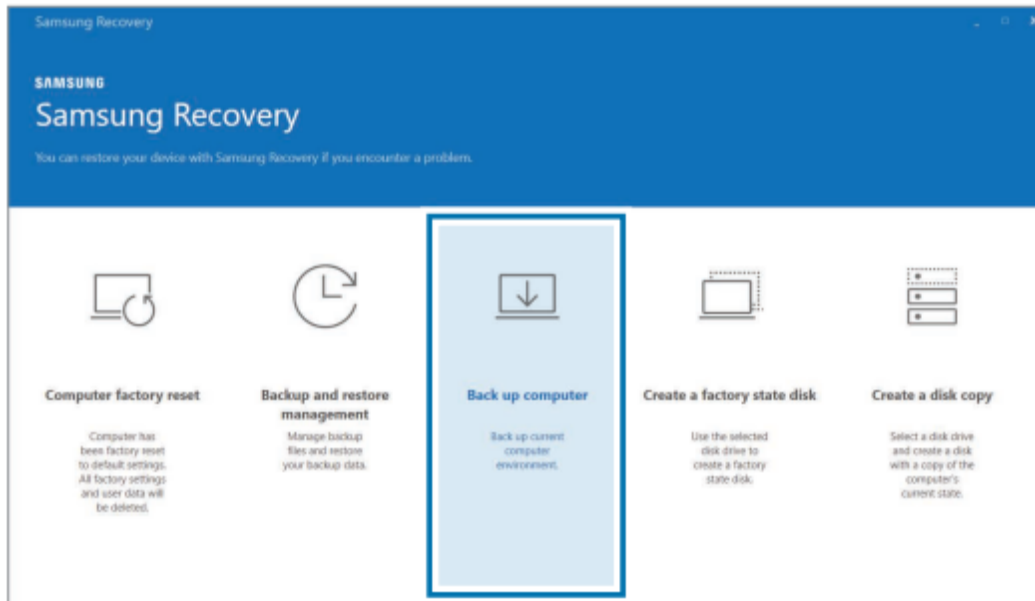 Samsung Recovery
SAMSUNG
Samsung Recovery
You can restore your device with Samsung Recovery if you encounter a problem.
Computer factory reset
Computer has
been factory reset
to default settings.
All factory settings
and user data will
be deleted.
Backup and restore
management
Manage backup
files and restore
your backup data.
Back up computer
Back up current
computer
environment.
Create a factory state disk
Use the selected
disk drive to
create a factory
state disk.
Create a disk copy
Select a disk drive
and create a disk
with a copy of the
computer's
current state.